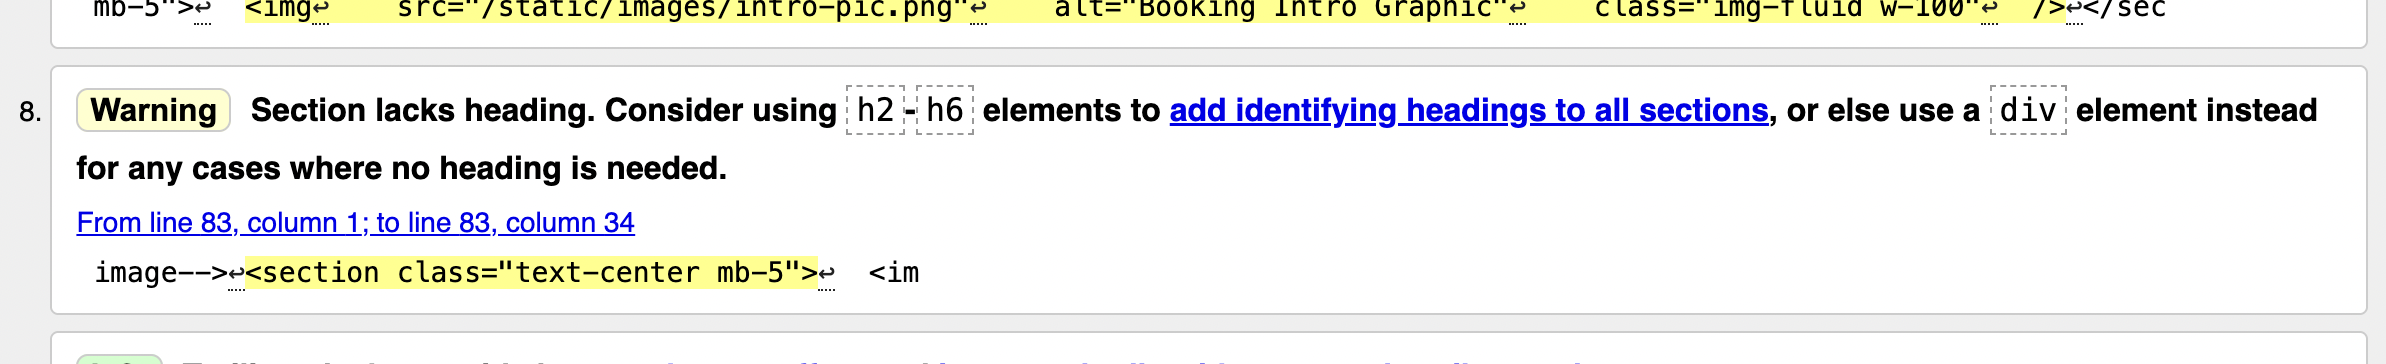 mb-5">↩  <img↩    src="/static/images/intro-pic.png"↩    alt="Booking Intro Graphic"↩    class="img-fluid w-100"↩  />↩</sec
8. Warning Section lacks heading. Consider using h2-h6 elements to add identifying headings to all sections, or else use a div element instead
for any cases where no heading is needed.
From line 83, column 1; to line 83, column 34
image-->↩<section class="text-center mb-5">↩  <im